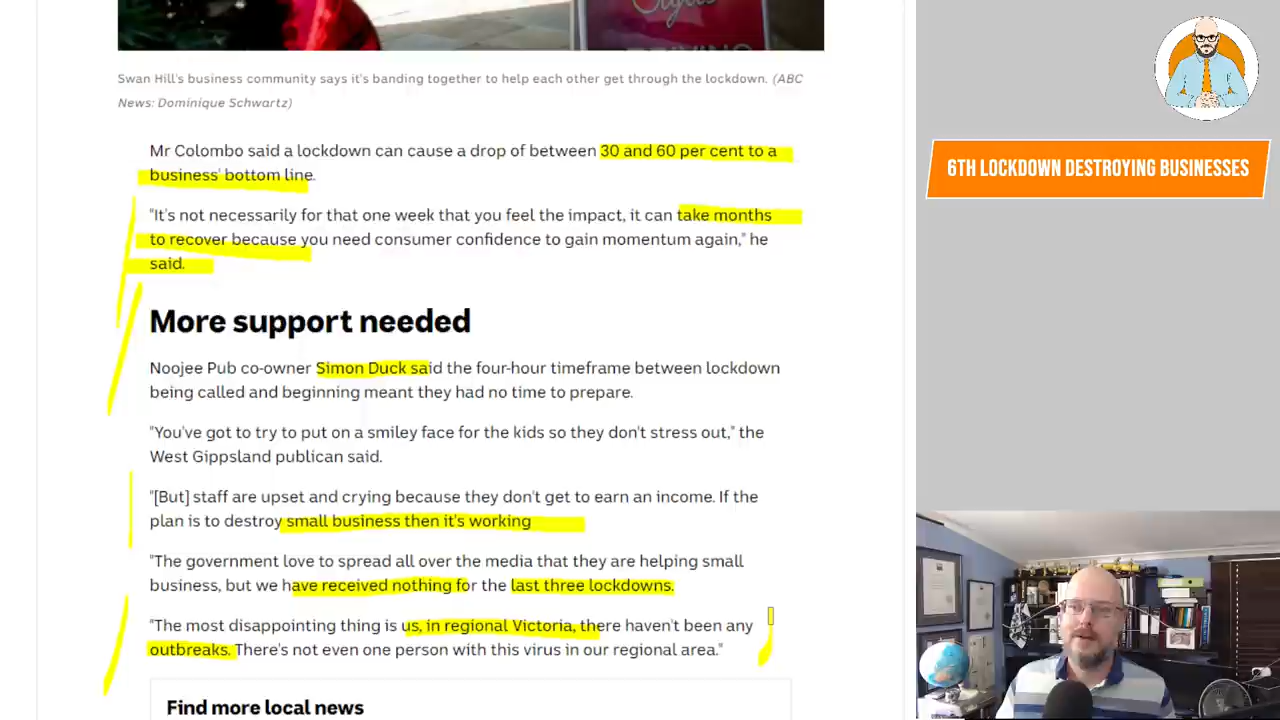 Swan Hill's business community says it's banding together to help each other get through the lockdown. (ABC
News: Dominique Schwartz)
Mr Colombo said a lockdown can cause a drop of between 30 and 60 per cent to a
business' bottom line.
"It's not necessarily for that one week that you feel the impact, it can take months
to recover because you need consumer confidence to gain momentum again," he
said.
More support needed
Noojee Pub co-owner Simon Duck said the four-hour timeframe between lockdown
being called and beginning meant they had no time to prepare.
"You've got to try to put on a smiley face for the kids so they don't stress out," the
West Gippsland publican said.
"[But] staff are upset and crying because they don't get to earn an income. If the
plan is to destroy small business then it's working
"The government love to spread all over the media that they are helping small
business, but we have received nothing for the last three lockdowns.
"The most disappointing thing is us, in regional Victoria, there haven't been any
outbreaks. There's not even one person with this virus in our regional area."
Find more local news
6TH LOCKDOWN DESTROYING BUSINESSES